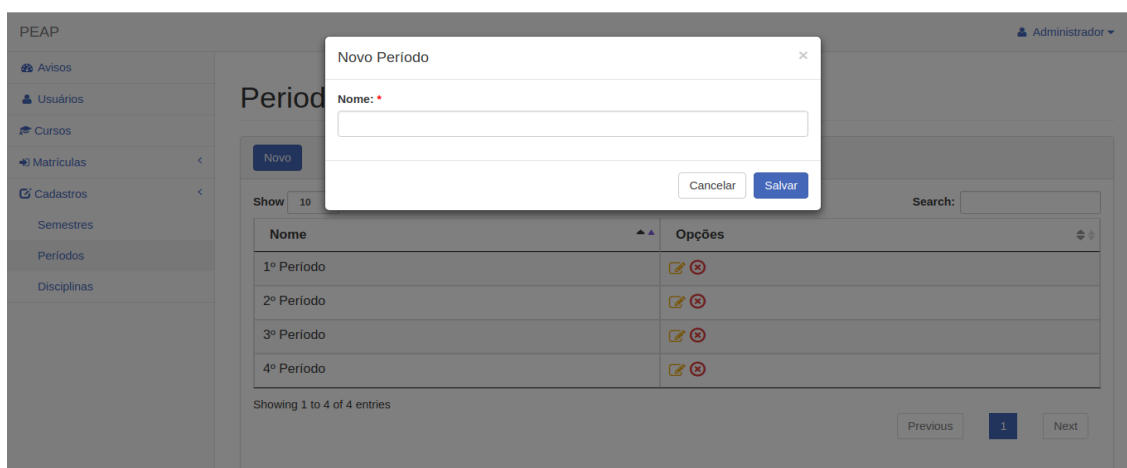 PEAP
Administrador
Avisos
Usuários
Cursos
Matrículas
Cadastros
Semestres
Períodos
Disciplinas
Period
Novo Período
×
Nome: *
Cancelar Salvar
Novo
Show 10
Search:
Nome Opções
1º Período
2º Período
3º Período
4º Período
Showing 1 to 4 of 4 entries
Previous 1 Next